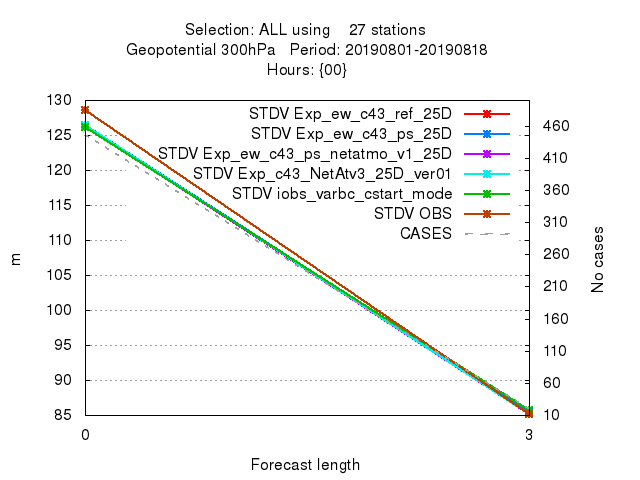 Selection: ALL using 27 stations
Geopotential 300hPa Period: 20190801-20190818
Hours: {00}
130
125
120
115
110
105
100
95
90
85
m
STDV Exp_ew_c43_ref_25D
STDV Exp_ew_c43_ps_25D
STDV Exp_ew_c43_ps_netatmo_v1_25D
STDV Exp_c43_NetAtv3_25D_ver01
STDV iobs_varbc_cstart_mode
STDV OBS
CASES
460
410
360
310
260
210
160
110
60
10
No cases
0
3
Forecast length